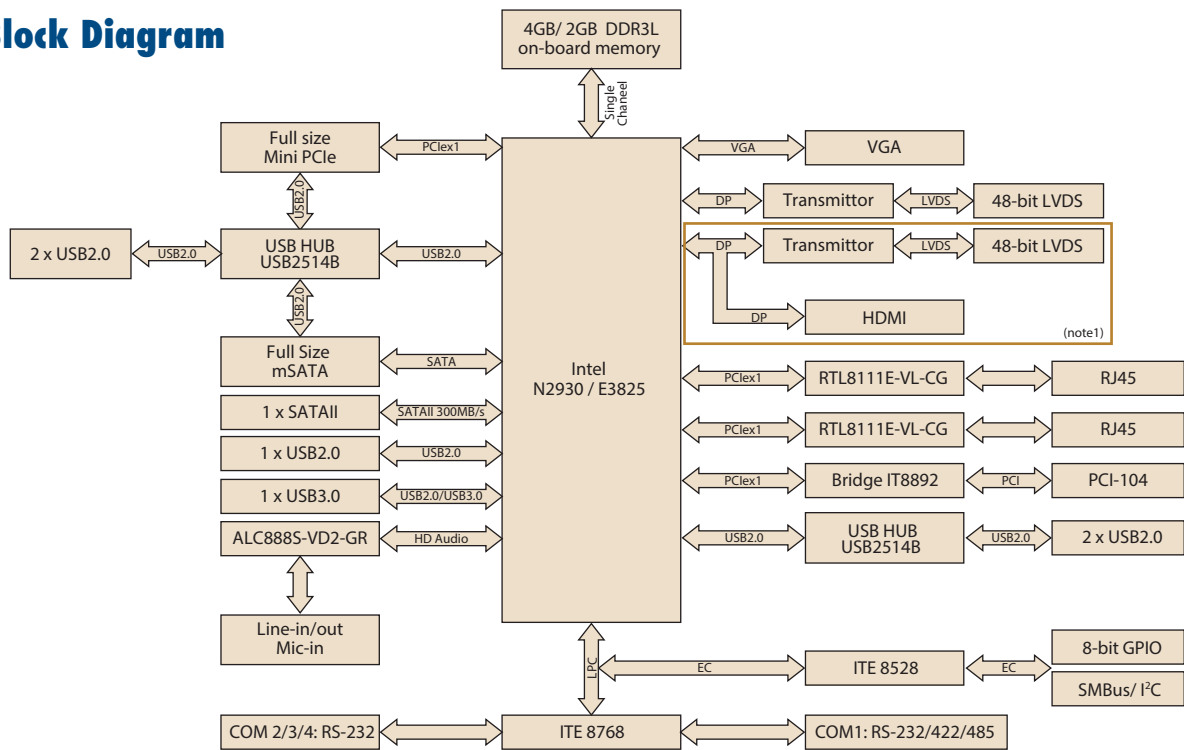 Block Diagram
4GB/ 2GB DDR3L
on-board memory
Single
Chaneel
Full size
Mini PCIe
PCIex1
VGA
VGA
USB2.0
DP
Transmittor
LVDS
48-bit LVDS
2 x USB2.0
USB2.0
USB HUB
USB2514B
USB2.0
DP
Transmittor
LVDS
48-bit LVDS
USB2.0
DP
HDMI
(note1)
Full Size
mSATA
SATA
Intel
N2930 / E3825
PCIex1
RTL8111E-VL-CG
RJ45
1 x SATAII
SATAII 300MB/s
PCIex1
RTL8111E-VL-CG
RJ45
1 x USB2.0
USB2.0
PCIex1
Bridge IT8892
PCI
PCI-104
1 x USB3.0
USB2.0/USB3.0
ALC888S-VD2-GR
HD Audio
USB2.0
USB HUB
USB2514B
USB2.0
2 x USB2.0
Line-in/out
Mic-in
LPC
EC
ITE 8528
EC
8-bit GPIO
SMBus/ I²C
COM 2/3/4: RS-232
ITE 8768
COM1: RS-232/422/485